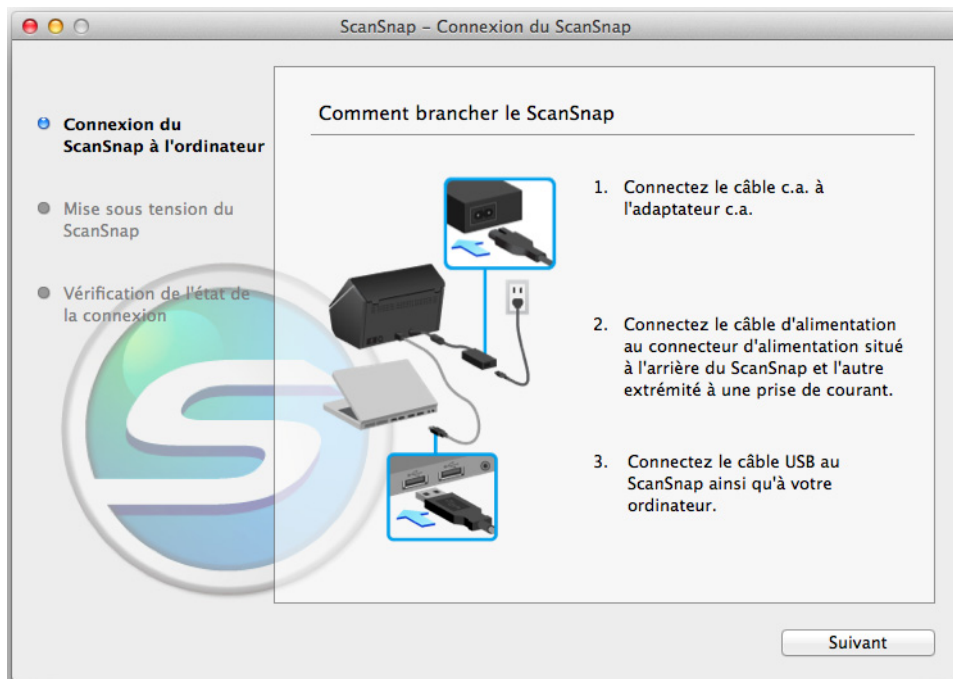 ScanSnap – Connexion du ScanSnap
Connexion du
ScanSnap à l'ordinateur
Mise sous tension du
ScanSnap
Vérification de l'état de
la connexion
Comment brancher le ScanSnap
1. Connectez le câble c.a. à
l'adaptateur c.a.
2. Connectez le câble d'alimentation
au connecteur d'alimentation situé
à l'arrière du ScanSnap et l'autre
extrémité à une prise de courant.
3. Connectez le câble USB au
ScanSnap ainsi qu'à votre
ordinateur.
Suivant